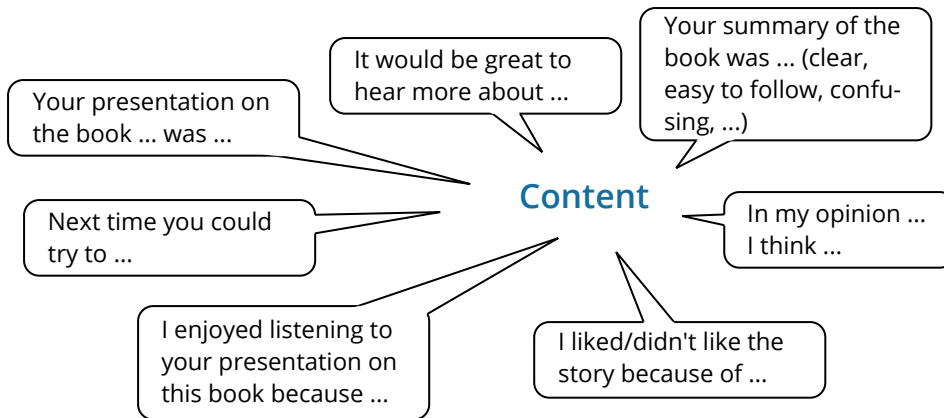 Your presentation on
the book ... was ...
It would be great to
hear more about ...
Your summary of the
book was ... (clear,
easy to follow, confu-
sing, ...)
Content
Next time you could
try to ...
In my opinion ...
I think ...
I enjoyed listening to
your presentation on
this book because ...
I liked/didn't like the
story because of ...